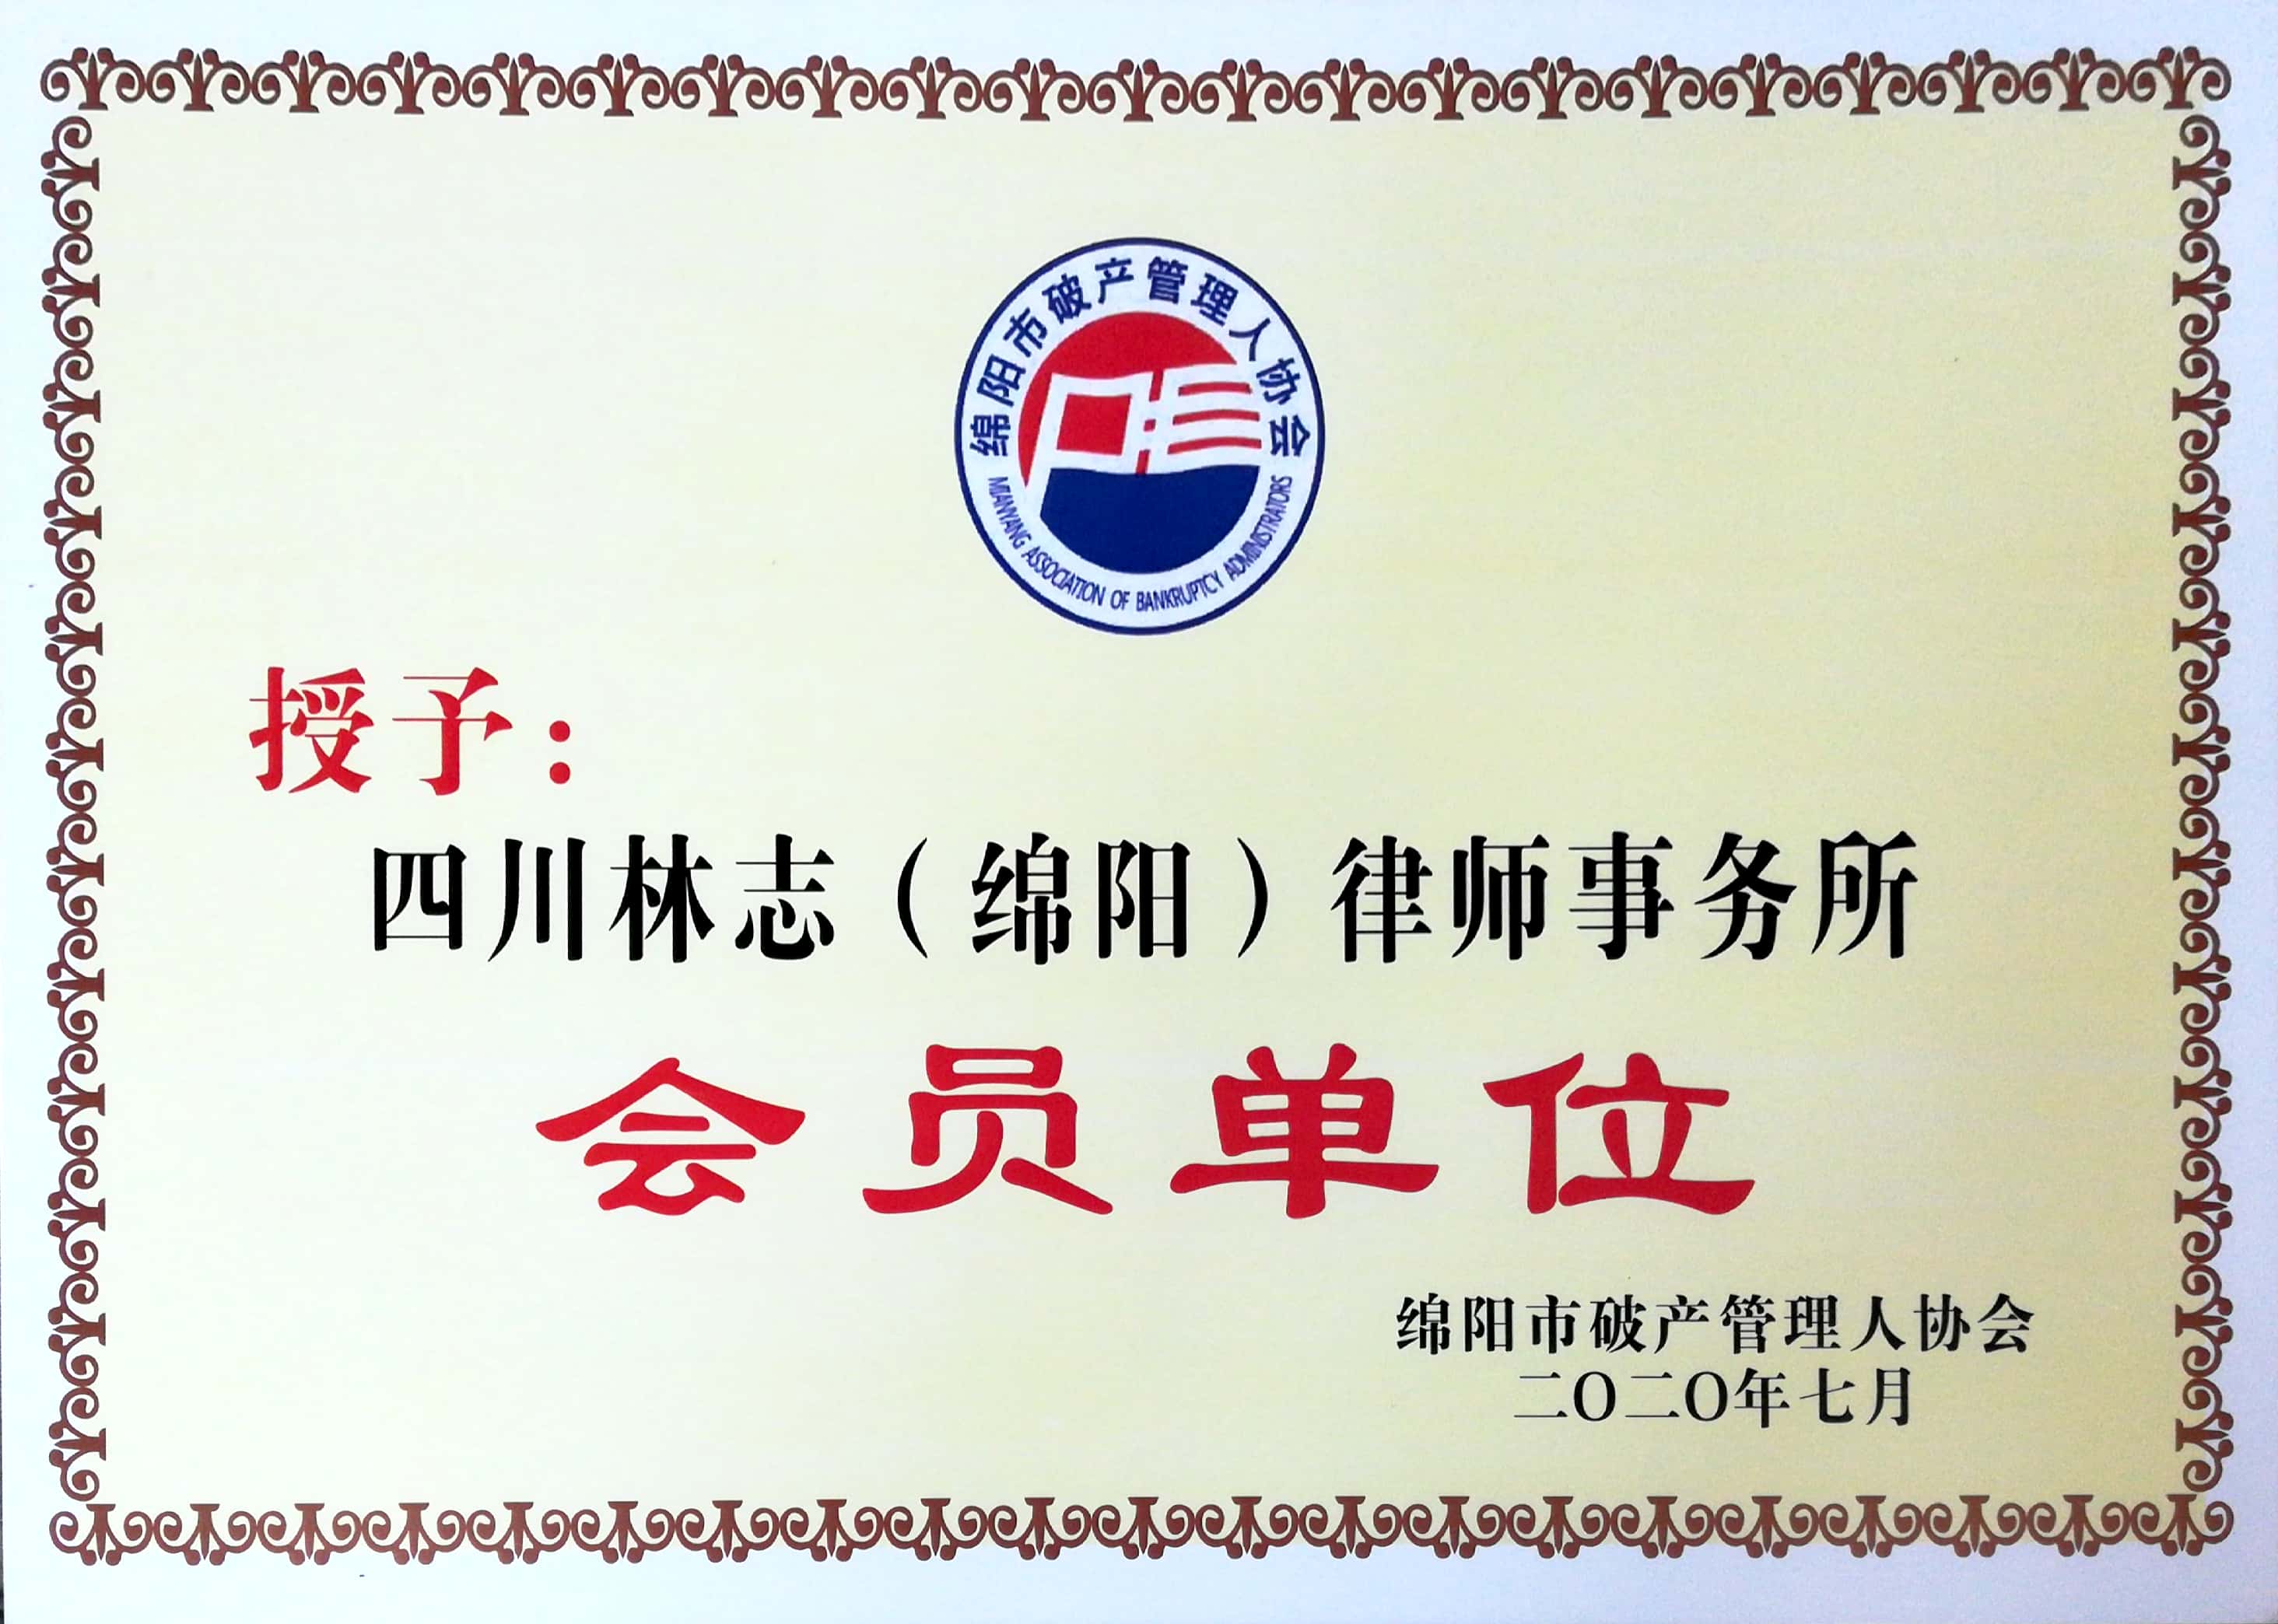 绵阳市破产管理人协会
MIANYANG ASSOCIATION OF BANKRUPTCY ADMINISTRATORS
授予：
四川林志（绵阳）律师事务所
会员单位
绵阳市破产管理人协会
二〇二〇年七月